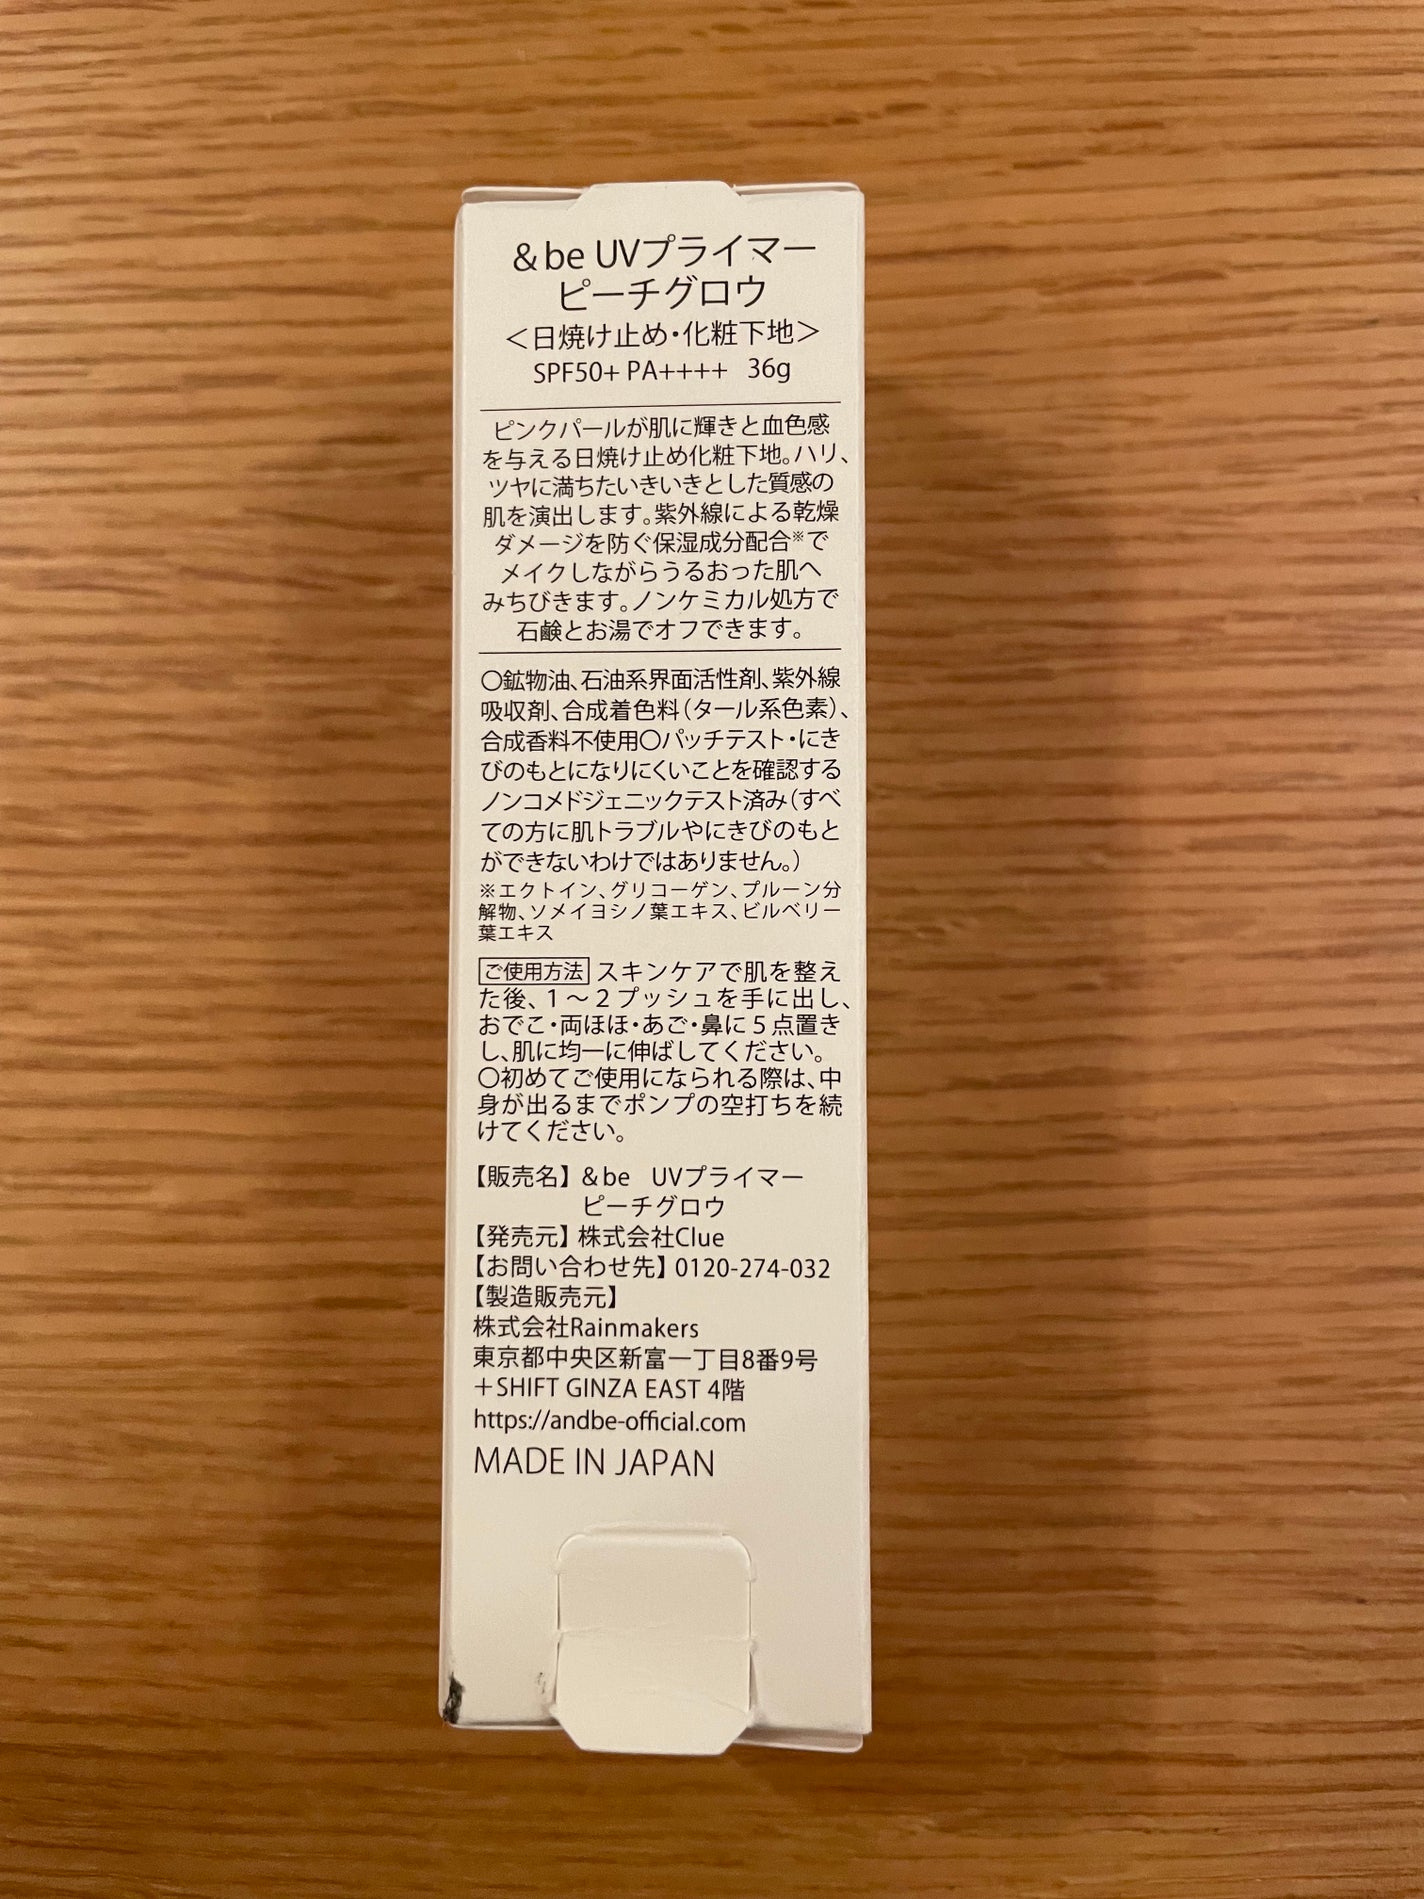 &be UVプライマー
ピーチグロウ
＜日焼け止め・化粧下地＞
SPF50+ PA++++ 36g
ピンクパールが肌に輝きと血色感
を与える日焼け止め化粧下地。ハリ、
ツヤに満ちたいきいきとした質感の
肌を演出します。紫外線による乾燥
ダメージを防ぐ保湿成分配合※で
メイクしながらうるおった肌へ
みちびきます。ノンケミカル処方で
石鹸とお湯でオフできます。
〇鉱物油、石油系界面活性剤、紫外線
吸収剤、合成着色料（タール系色素）、
合成香料不使用〇パッチテスト・にき
びのもとになりにくいことを確認する
ノンコメドジェニックテスト済み（すべ
ての方に肌トラブルやにきびのもと
ができないわけではありません。）
※エクトイン、グリコーゲン、プルーン分
解物、ソメイヨシノ葉エキス、ビルベリー
葉エキス
ご使用方法 スキンケアで肌を整え
た後、1～2プッシュを手に出し、
おでこ・両ほほ・あご・鼻に5点置き
し、肌に均一に伸ばしてください。
〇初めてご使用になられる際は、中
身が出るまでポンプの空打ちを続
けてください。
【販売名】&be UVプライマー
ピーチグロウ
【発売元】株式会社Clue
【お問い合わせ先】0120-274-032
【製造販売元】
株式会社Rainmakers
東京都中央区新富一丁目8番9号
＋SHIFT GINZA EAST 4階
https://andbe-official.com
MADE IN JAPAN